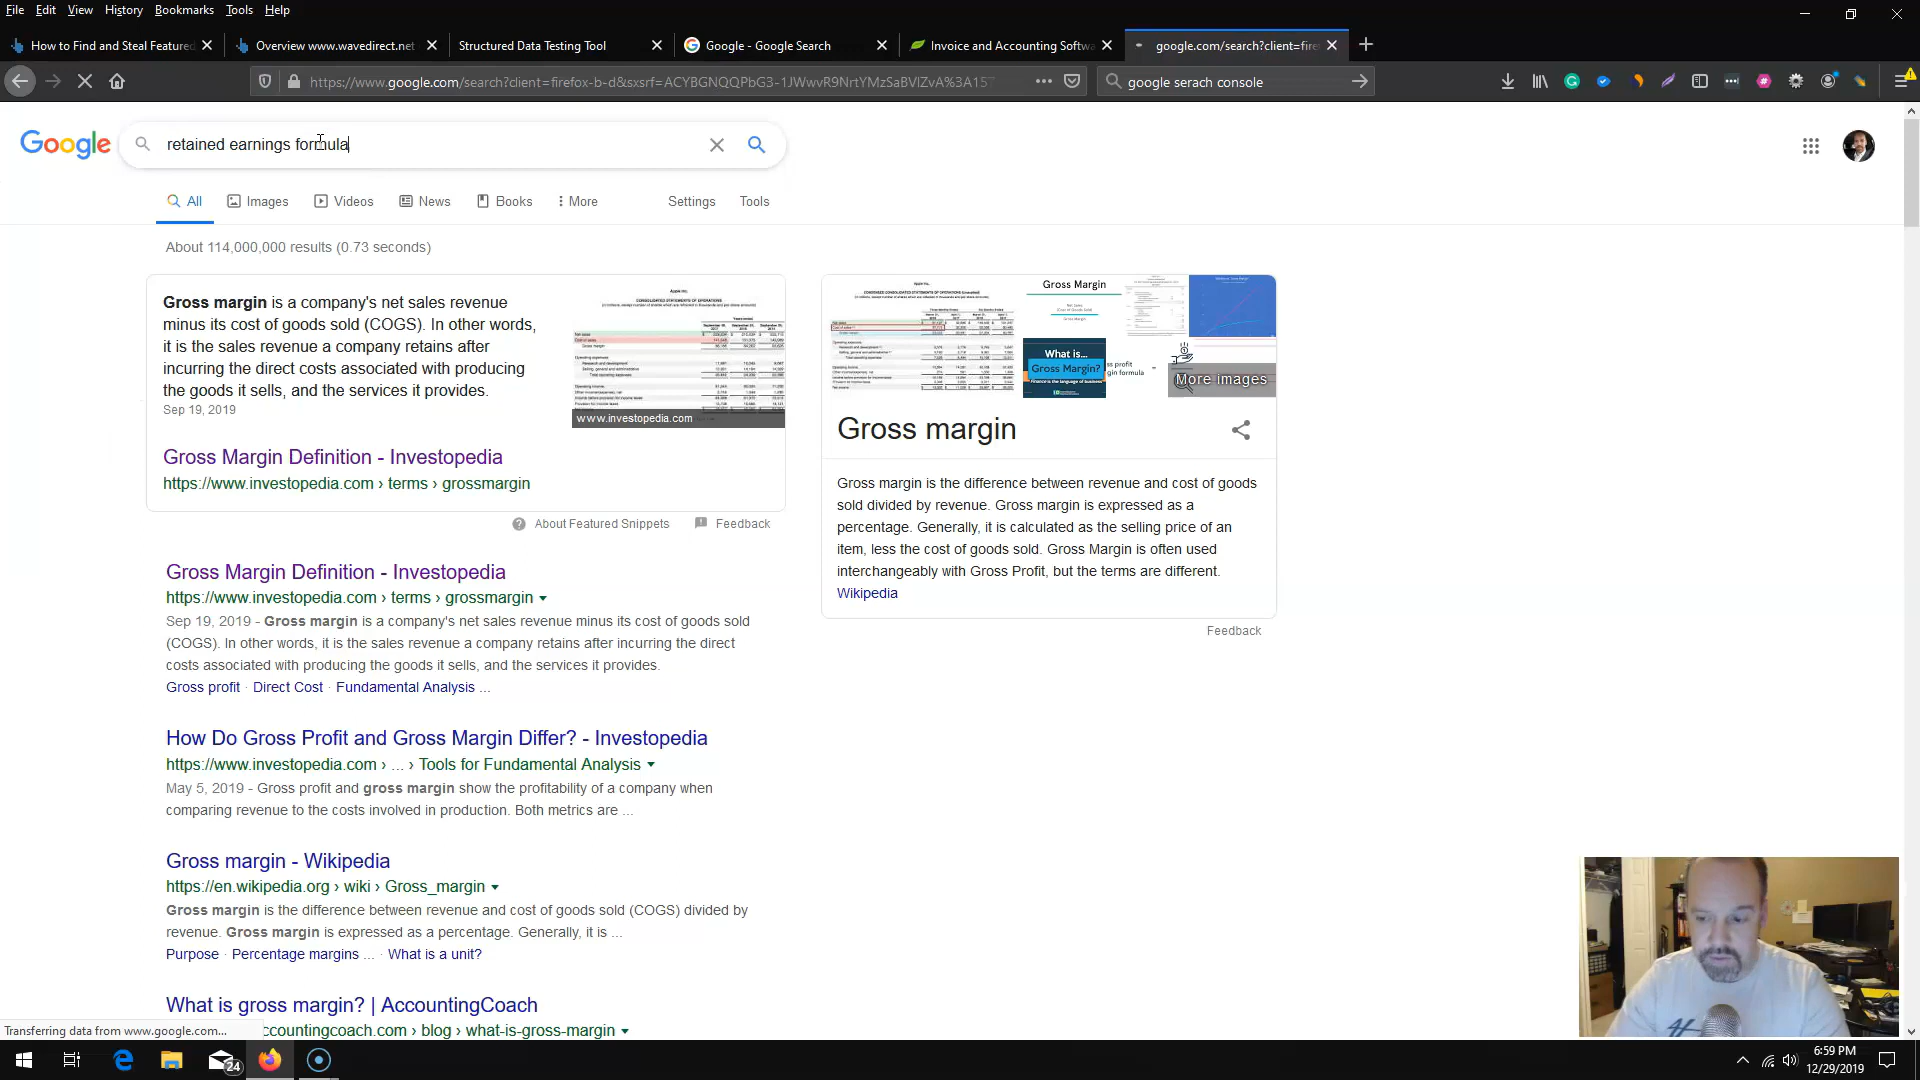 File Edit View History Bookmarks Tools Help
How to Find and Steal Featured
Overview www.wavedirect.net
Structured Data Testing Tool
Google - Google Search
Invoice and Accounting Softwa
google.com/search?client=fire
https://www.google.com/search?client=firefox-b-d&sxsrf=ACYBGNQQPbG3-1JWwvR9NrtYMzSaBVlZvA%3A15
google serach console
Google
retained earnings formula
All Images Videos News Books More Settings Tools
About 114,000,000 results (0.73 seconds)
Gross margin is a company's net sales revenue
minus its cost of goods sold (COGS). In other words,
it is the sales revenue a company retains after
incurring the direct costs associated with producing
the goods it sells, and the services it provides.
Sep 19, 2019
www.investopedia.com
Gross Margin Definition - Investopedia
https://www.investopedia.com › terms › grossmargin
About Featured Snippets Feedback
Gross Margin Definition - Investopedia
https://www.investopedia.com › terms › grossmargin
Sep 19, 2019 - Gross margin is a company's net sales revenue minus its cost of goods sold
(COGS). In other words, it is the sales revenue a company retains after incurring the direct
costs associated with producing the goods it sells, and the services it provides.
Gross profit · Direct Cost · Fundamental Analysis ...
How Do Gross Profit and Gross Margin Differ? - Investopedia
https://www.investopedia.com › ... › Tools for Fundamental Analysis
May 5, 2019 - Gross profit and gross margin show the profitability of a company when
comparing revenue to the costs involved in production. Both metrics are ...
Gross margin - Wikipedia
https://en.wikipedia.org › wiki › Gross_margin
Gross margin is the difference between revenue and cost of goods sold (COGS) divided by
revenue. Gross margin is expressed as a percentage. Generally, it is ...
Purpose · Percentage margins ... · What is a unit?
What is gross margin? | AccountingCoach
ccountingcoach.com › blog › what-is-gross-margin
Transferring data from www.google.com...
Gross Margin
What is...
Gross Margin?
More images
Gross margin
Gross margin is the difference between revenue and cost of goods
sold divided by revenue. Gross margin is expressed as a
percentage. Generally, it is calculated as the selling price of an
item, less the cost of goods sold. Gross Margin is often used
interchangeably with Gross Profit, but the terms are different.
Wikipedia
Feedback
24
6:59 PM
12/29/2019